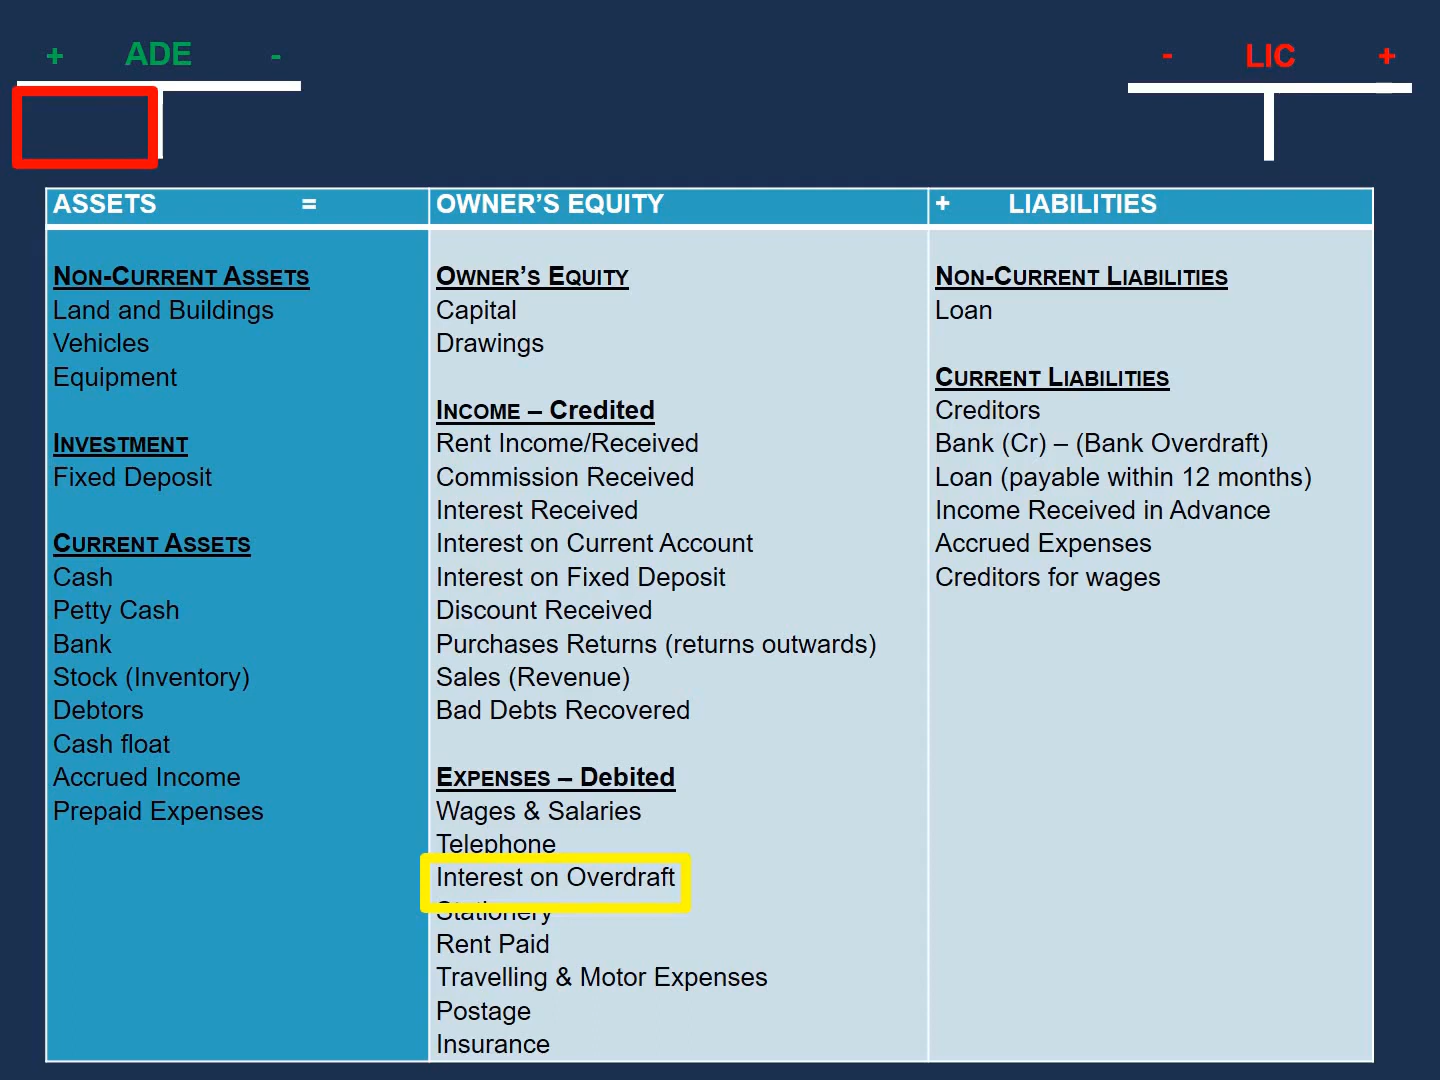 + ADE -
- LIC +
ASSETS =
OWNER'S EQUITY
+ LIABILITIES
NON-CURRENT ASSETS
Land and Buildings
Vehicles
Equipment
INVESTMENT
Fixed Deposit
CURRENT ASSETS
Cash
Petty Cash
Bank
Stock (Inventory)
Debtors
Cash float
Accrued Income
Prepaid Expenses
OWNER'S EQUITY
Capital
Drawings
INCOME – Credited
Rent Income/Received
Commission Received
Interest Received
Interest on Current Account
Interest on Fixed Deposit
Discount Received
Purchases Returns (returns outwards)
Sales (Revenue)
Bad Debts Recovered
EXPENSES – Debited
Wages & Salaries
Telephone
Interest on Overdraft
Stationery
Rent Paid
Travelling & Motor Expenses
Postage
Insurance
NON-CURRENT LIABILITIES
Loan
CURRENT LIABILITIES
Creditors
Bank (Cr) – (Bank Overdraft)
Loan (payable within 12 months)
Income Received in Advance
Accrued Expenses
Creditors for wages